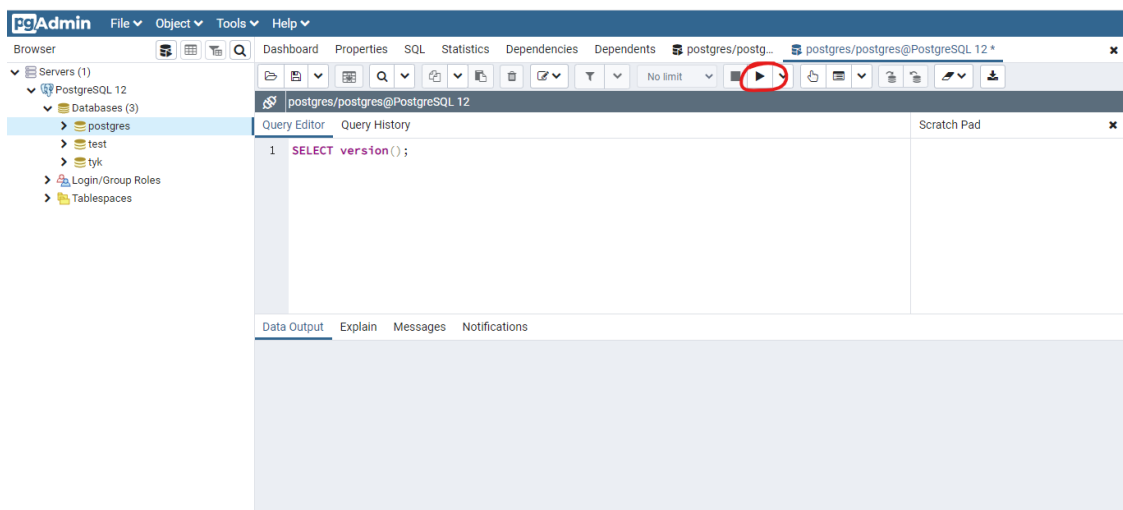 pgAdmin File Object Tools Help
Browser Dashboard Properties SQL Statistics Dependencies Dependents postgres/postg... postgres/postgres@PostgreSQL 12 *
Servers (1)
No limit
PostgreSQL 12
postgres/postgres@PostgreSQL 12
Databases (3)
postgres
Query Editor Query History Scratch Pad
test
1 SELECT version();
tyk
Login/Group Roles
Tablespaces
Data Output Explain Messages Notifications